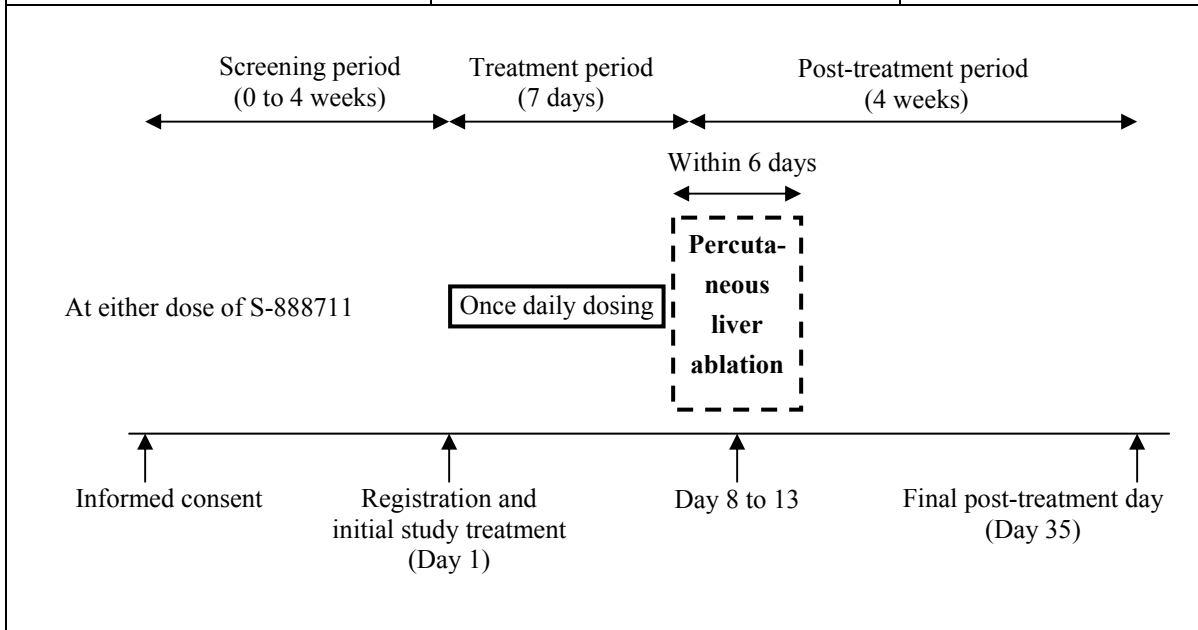 Screening period
(0 to 4 weeks)
Treatment period
(7 days)
Post-treatment period
(4 weeks)
Within 6 days
Percuta-
neous
liver
ablation
At either dose of S-888711
Once daily dosing
Informed consent
Registration and
initial study treatment
(Day 1)
Day 8 to 13
Final post-treatment day
(Day 35)